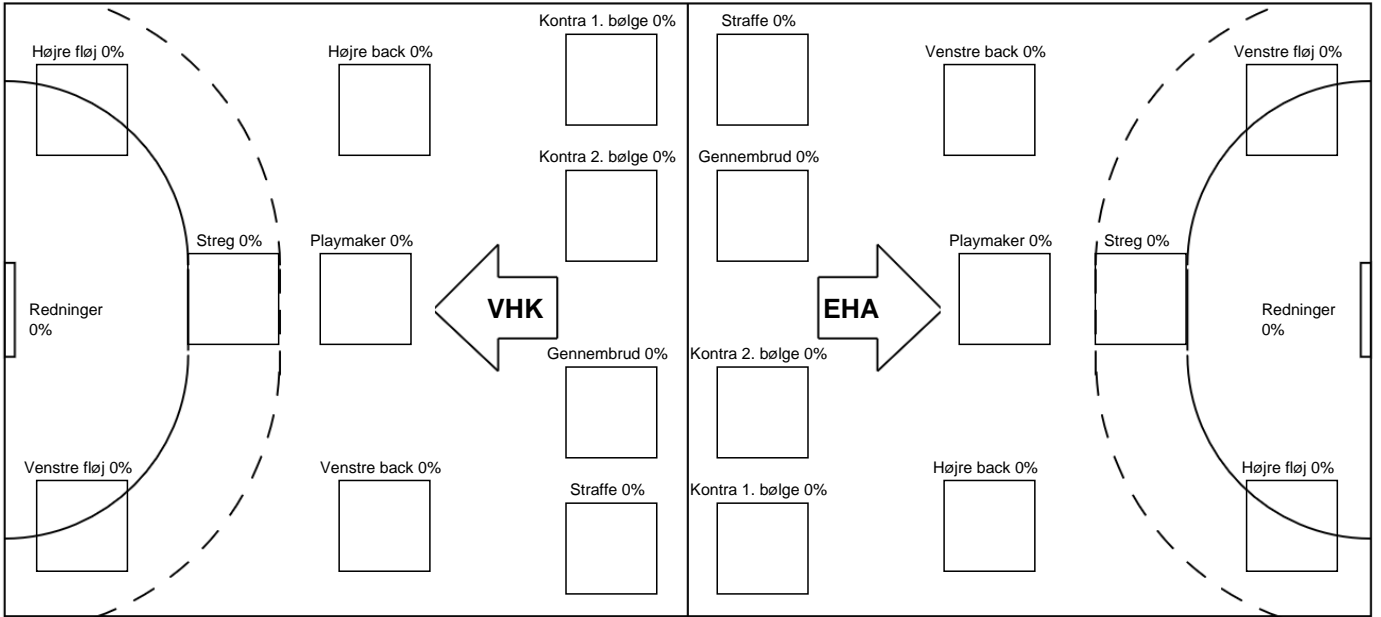 Kontra 1. bølge 0%
Straffe 0%
Højre fløj 0%
Højre back 0%
Venstre back 0%
Venstre fløj 0%
Kontra 2. bølge 0%
Gennembrud 0%
Streg 0%
Playmaker 0%
Playmaker 0%
Streg 0%
Redninger
0%
VHK
EHA
Redninger
0%
Gennembrud 0%
Kontra 2. bølge 0%
Venstre fløj 0%
Venstre back 0%
Straffe 0%
Kontra 1. bølge 0%
Højre back 0%
Højre fløj 0%